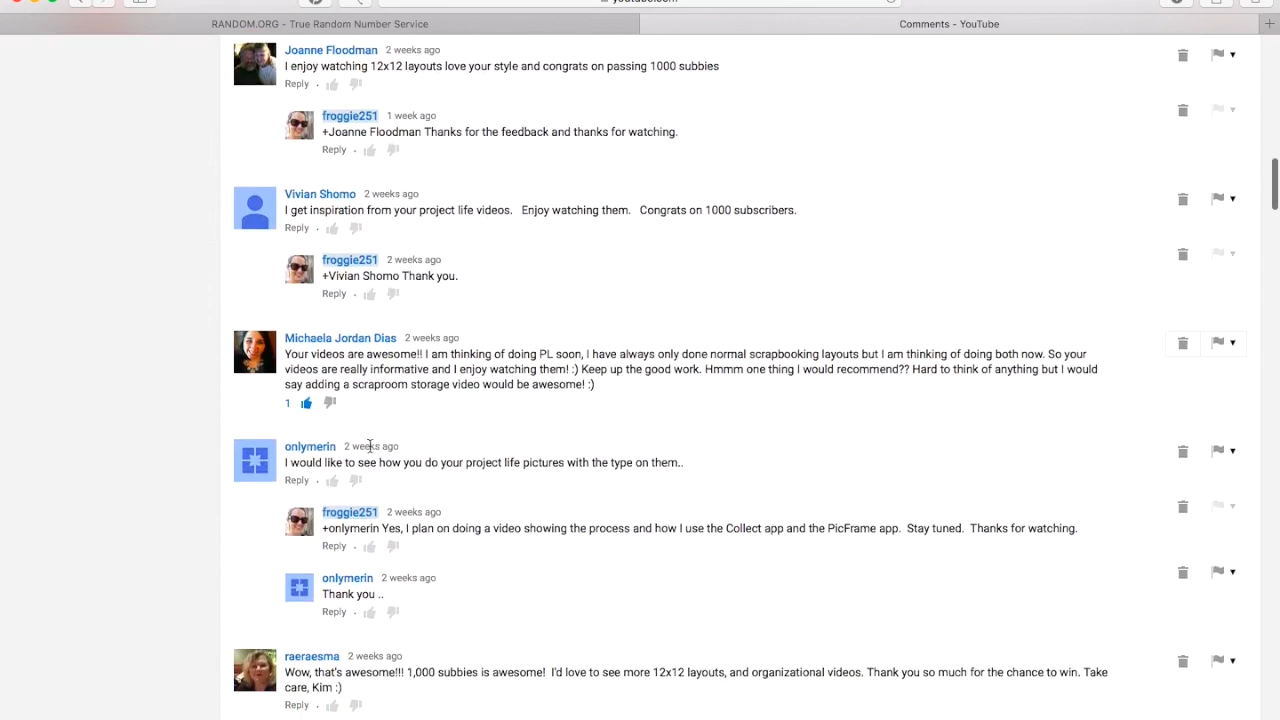 RANDOM.ORG - True Random Number Service
Comments - YouTube
Joanne Floodman 2 weeks ago
I enjoy watching 12x12 layouts love your style and congrats on passing 1000 subbies
Reply
froggie251 1 week ago
+Joanne Floodman Thanks for the feedback and thanks for watching.
Reply
Vivian Shomo 2 weeks ago
I get inspiration from your project life videos. Enjoy watching them. Congrats on 1000 subscribers.
Reply
froggie251 2 weeks ago
+Vivian Shomo Thank you.
Reply
Michaela Jordan Dias 2 weeks ago
Your videos are awesome!! I am thinking of doing PL soon, I have always only done normal scrapbooking layouts but I am thinking of doing both now. So your
videos are really informative and I enjoy watching them! :) Keep up the good work. Hmmm one thing I would recommend?? Hard to think of anything but I would
say adding a scraproom storage video would be awesome! :)
1
onlymerin 2 weeks ago
I would like to see how you do your project life pictures with the type on them..
Reply
froggie251 2 weeks ago
+onlymerin Yes, I plan on doing a video showing the process and how I use the Collect app and the PicFrame app. Stay tuned. Thanks for watching.
Reply
onlymerin 2 weeks ago
Thank you ..
Reply
raeraesma 2 weeks ago
Wow, that's awesome!!! 1,000 subbies is awesome! I'd love to see more 12x12 layouts, and organizational videos. Thank you so much for the chance to win. Take
care, Kim :)
Reply